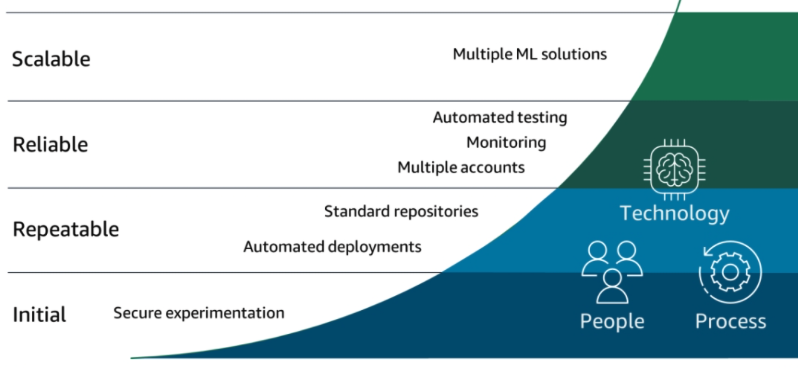 Scalable
Multiple ML solutions
Reliable
Automated testing
Monitoring
Multiple accounts
Technology
Repeatable
Standard repositories
Automated deployments
Initial
Secure experimentation
People
Process